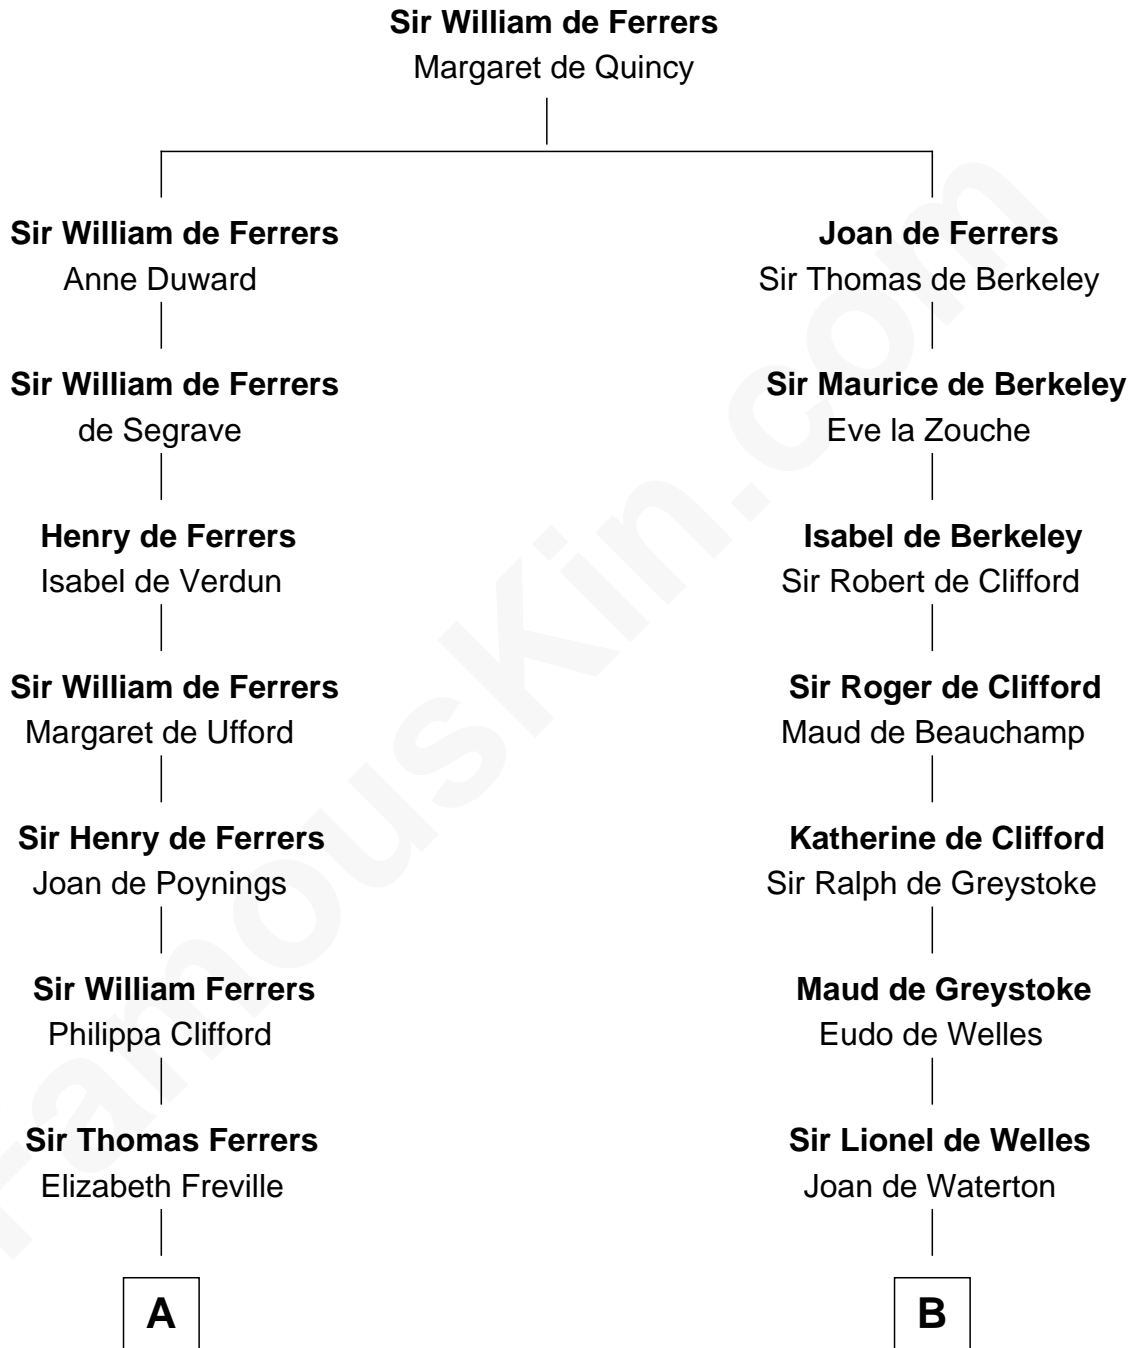 Sir William de Ferrers
Margaret de Quincy
Sir William de Ferrers
Anne Duward
Joan de Ferrers
Sir Thomas de Berkeley
Sir William de Ferrers
de Segrave
Sir Maurice de Berkeley
Eve la Zouche
Henry de Ferrers
Isabel de Verdun
Isabel de Berkeley
Sir Robert de Clifford
Sir William de Ferrers
Margaret de Ufford
Sir Roger de Clifford
Maud de Beauchamp
Sir Henry de Ferrers
Joan de Poynings
Katherine de Clifford
Sir Ralph de Greystoke
Sir William Ferrers
Philippa Clifford
Maud de Greystoke
Eudo de Welles
Sir Thomas Ferrers
Elizabeth Freville
Sir Lionel de Welles
Joan de Waterton
A
B
FamousKin.com